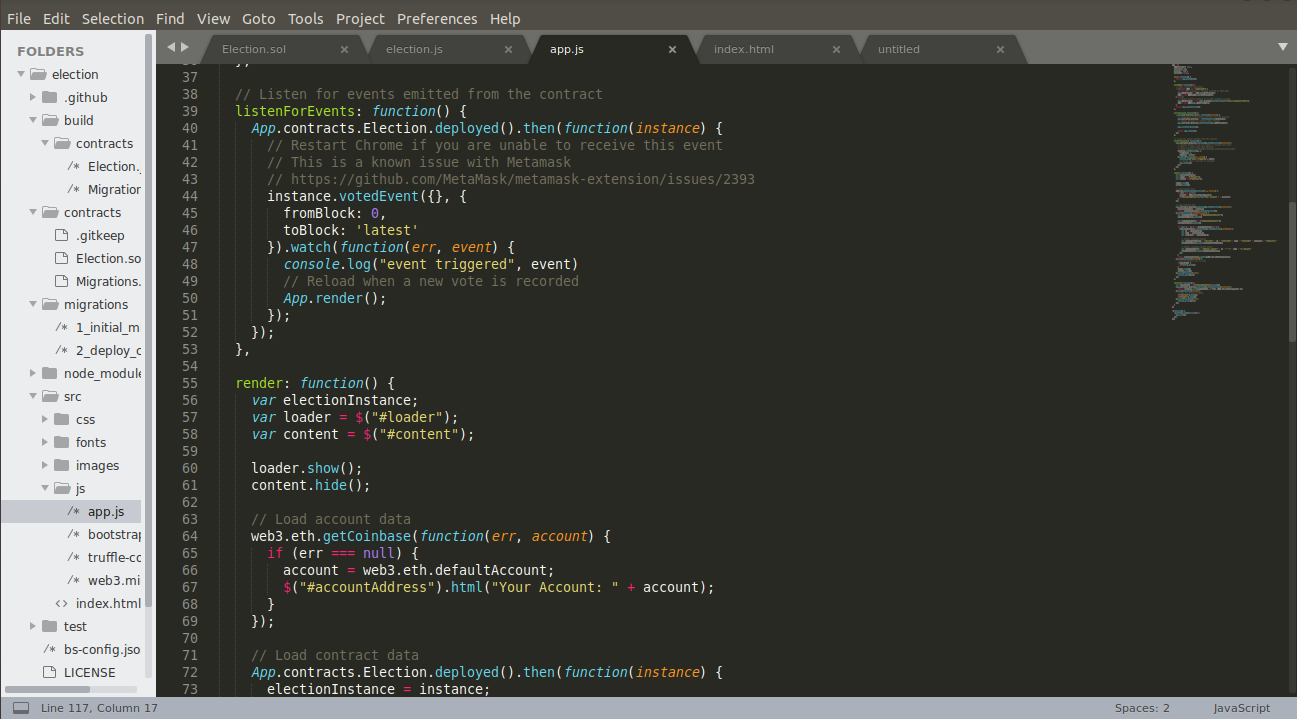 File Edit Selection Find View Goto Tools Project Preferences Help
FOLDERS
election
.github
build
contracts
/* Election.
/* Migration
contracts
.gitkeep
Election.so
Migrations.
migrations
/* 1_initial_m
/* 2_deploy_c
node_module
src
css
fonts
images
js
/* app.js
/* bootstrap
/* truffle-co
/* web3.mi
<> index.html
test
/* bs-config.jso
LICENSE
Election.sol × election.js × app.js × index.html × untitled ×
37
38 // Listen for events emitted from the contract
39 listenForEvents: function() {
40 App.contracts.Election.deployed().then(function(instance) {
41 // Restart Chrome if you are unable to receive this event
42 // This is a known issue with Metamask
43 // https://github.com/MetaMask/metamask-extension/issues/2393
44 instance.votedEvent({}, {
45 fromBlock: 0,
46 toBlock: 'latest'
47 }).watch(function(err, event) {
48 console.log("event triggered", event)
49 // Reload when a new vote is recorded
50 App.render();
51 });
52 });
53 },
54
55 render: function() {
56 var electionInstance;
57 var loader = $("#loader");
58 var content = $("#content");
59
60 loader.show();
61 content.hide();
62
63 // Load account data
64 web3.eth.getCoinbase(function(err, account) {
65 if (err === null) {
66 account = web3.eth.defaultAccount;
67 $("#accountAddress").html("Your Account: " + account);
68 }
69 });
70
71 // Load contract data
72 App.contracts.Election.deployed().then(function(instance) {
73 electionInstance = instance;
Line 117, Column 17 Spaces: 2 JavaScript